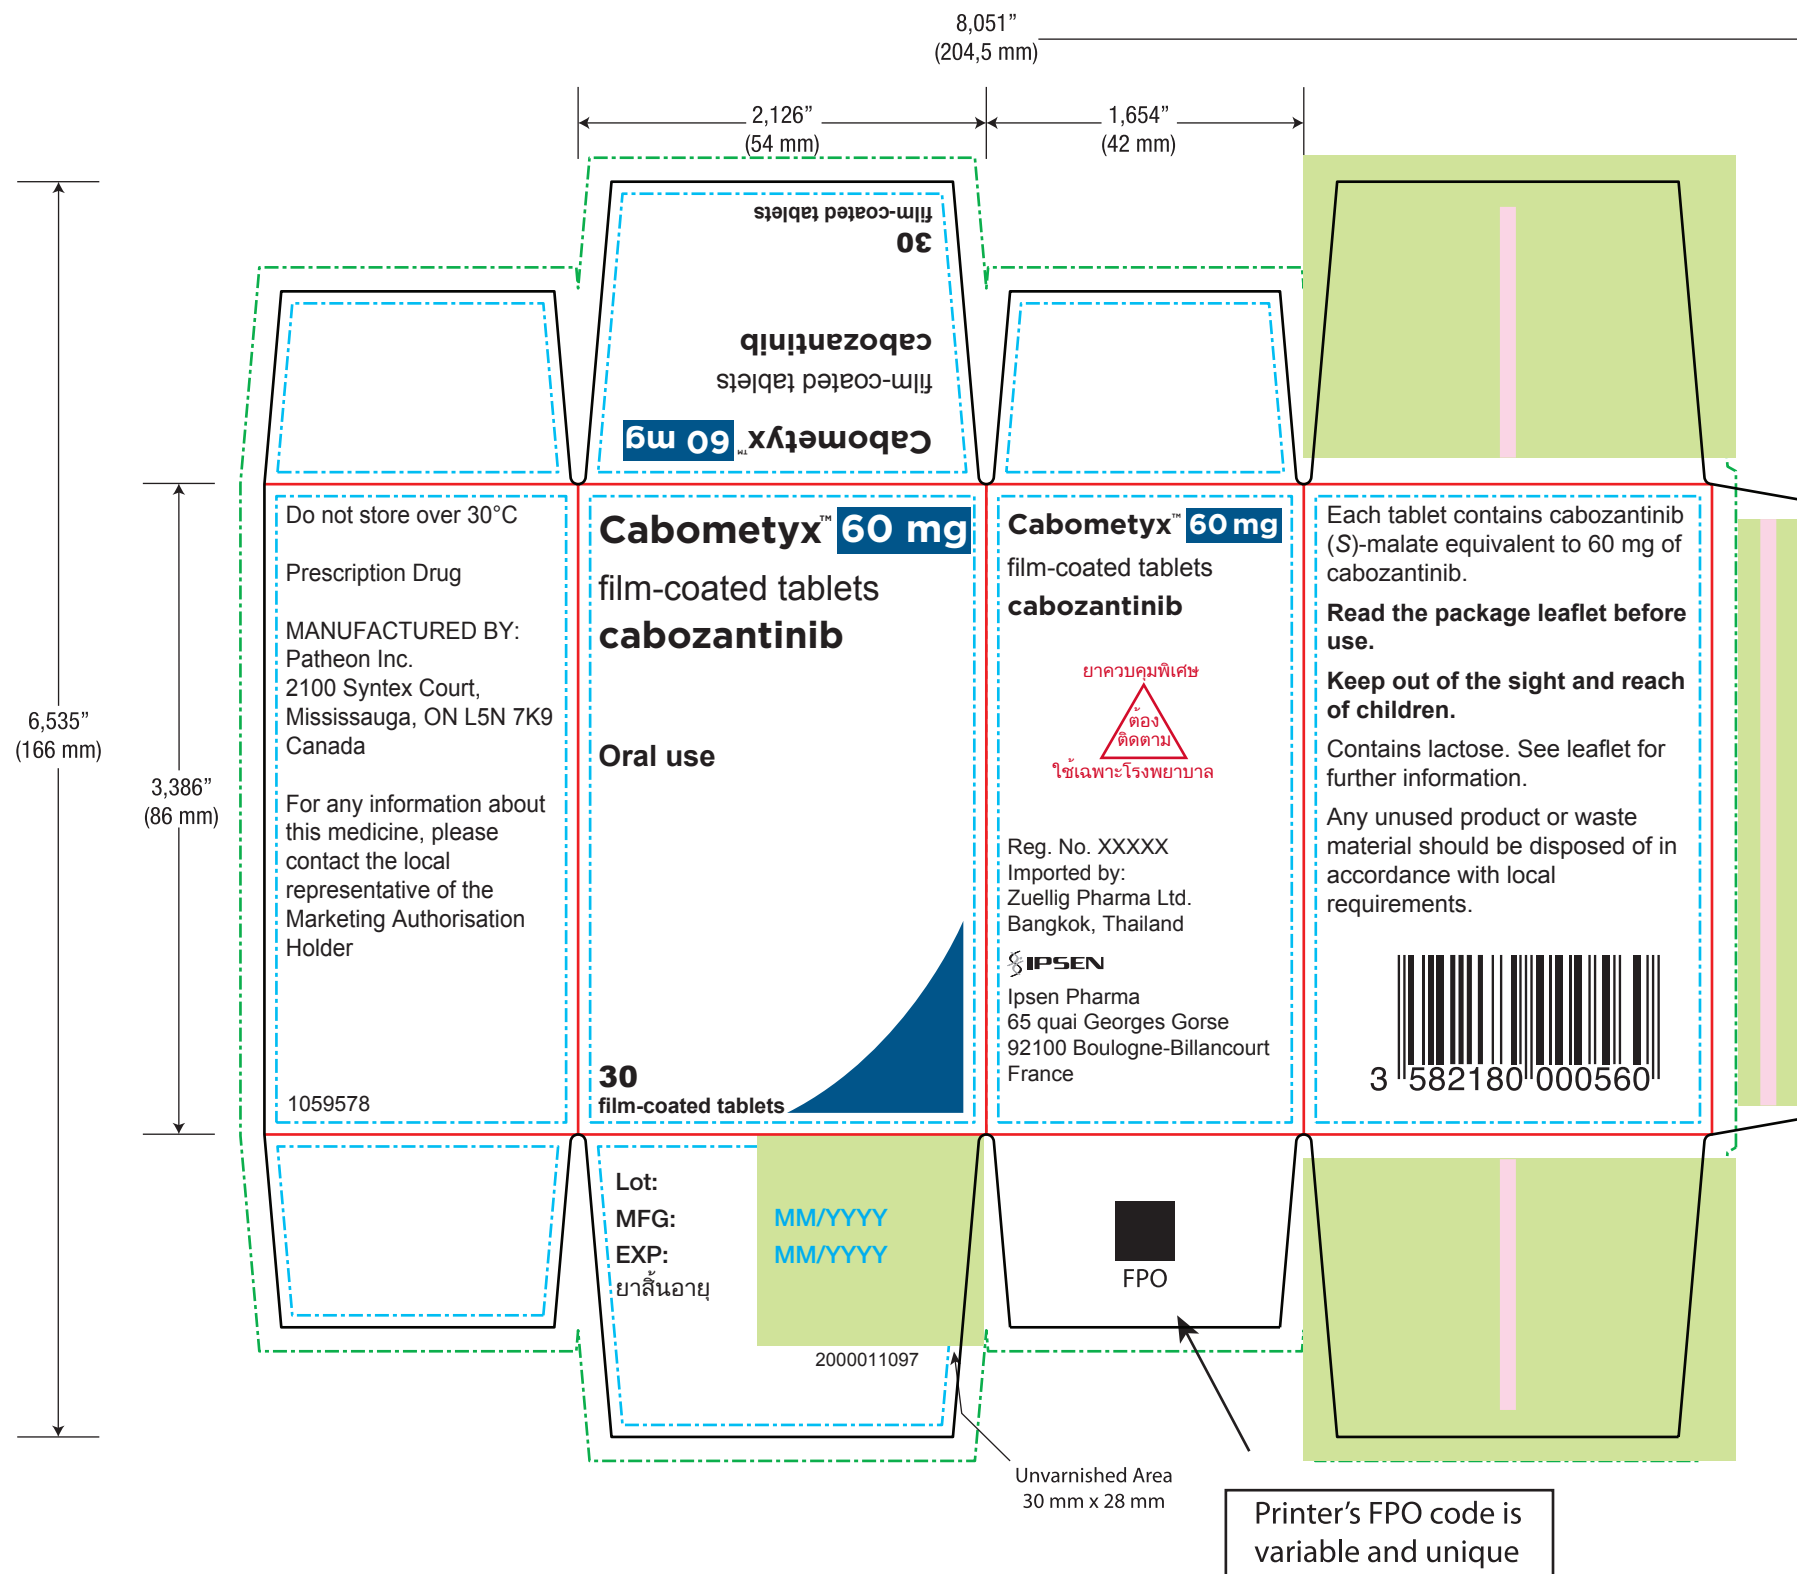 8,051”
(204,5 mm)
2,126”
(54 mm)
1,654”
(42 mm)
6,535”
(166 mm)
3,386”
(86 mm)
film-coated tablets
30
cabozantinib
film-coated tablets
Cabometyx™ 60 mg
Do not store over 30°C
Prescription Drug
MANUFACTURED BY:
Patheon Inc.
2100 Syntex Court,
Mississauga, ON L5N 7K9
Canada
For any information about
this medicine, please
contact the local
representative of the
Marketing Authorisation
Holder
1059578
Cabometyx™ 60 mg
film-coated tablets
cabozantinib
Oral use
30
film-coated tablets
Cabometyx™ 60 mg
film-coated tablets
cabozantinib
ยาควบคุมพิเศษ
ต้อง
ติดตาม
ใช้เฉพาะโรงพยาบาล
Reg. No. XXXXX
Imported by:
Zuellig Pharma Ltd.
Bangkok, Thailand
IPSEN
Ipsen Pharma
65 quai Georges Gorse
92100 Boulogne-Billancourt
France
Each tablet contains cabozantinib
(S)-malate equivalent to 60 mg of
cabozantinib.
Read the package leaflet before
use.
Keep out of the sight and reach
of children.
Contains lactose. See leaflet for
further information.
Any unused product or waste
material should be disposed of in
accordance with local
requirements.
3 582180 000560
Lot:
MFG: MM/YYYY
EXP: MM/YYYY
ยาสิ้นอายุ
2000011097
FPO
Unvarnished Area
30 mm x 28 mm
Printer’s FPO code is
variable and unique